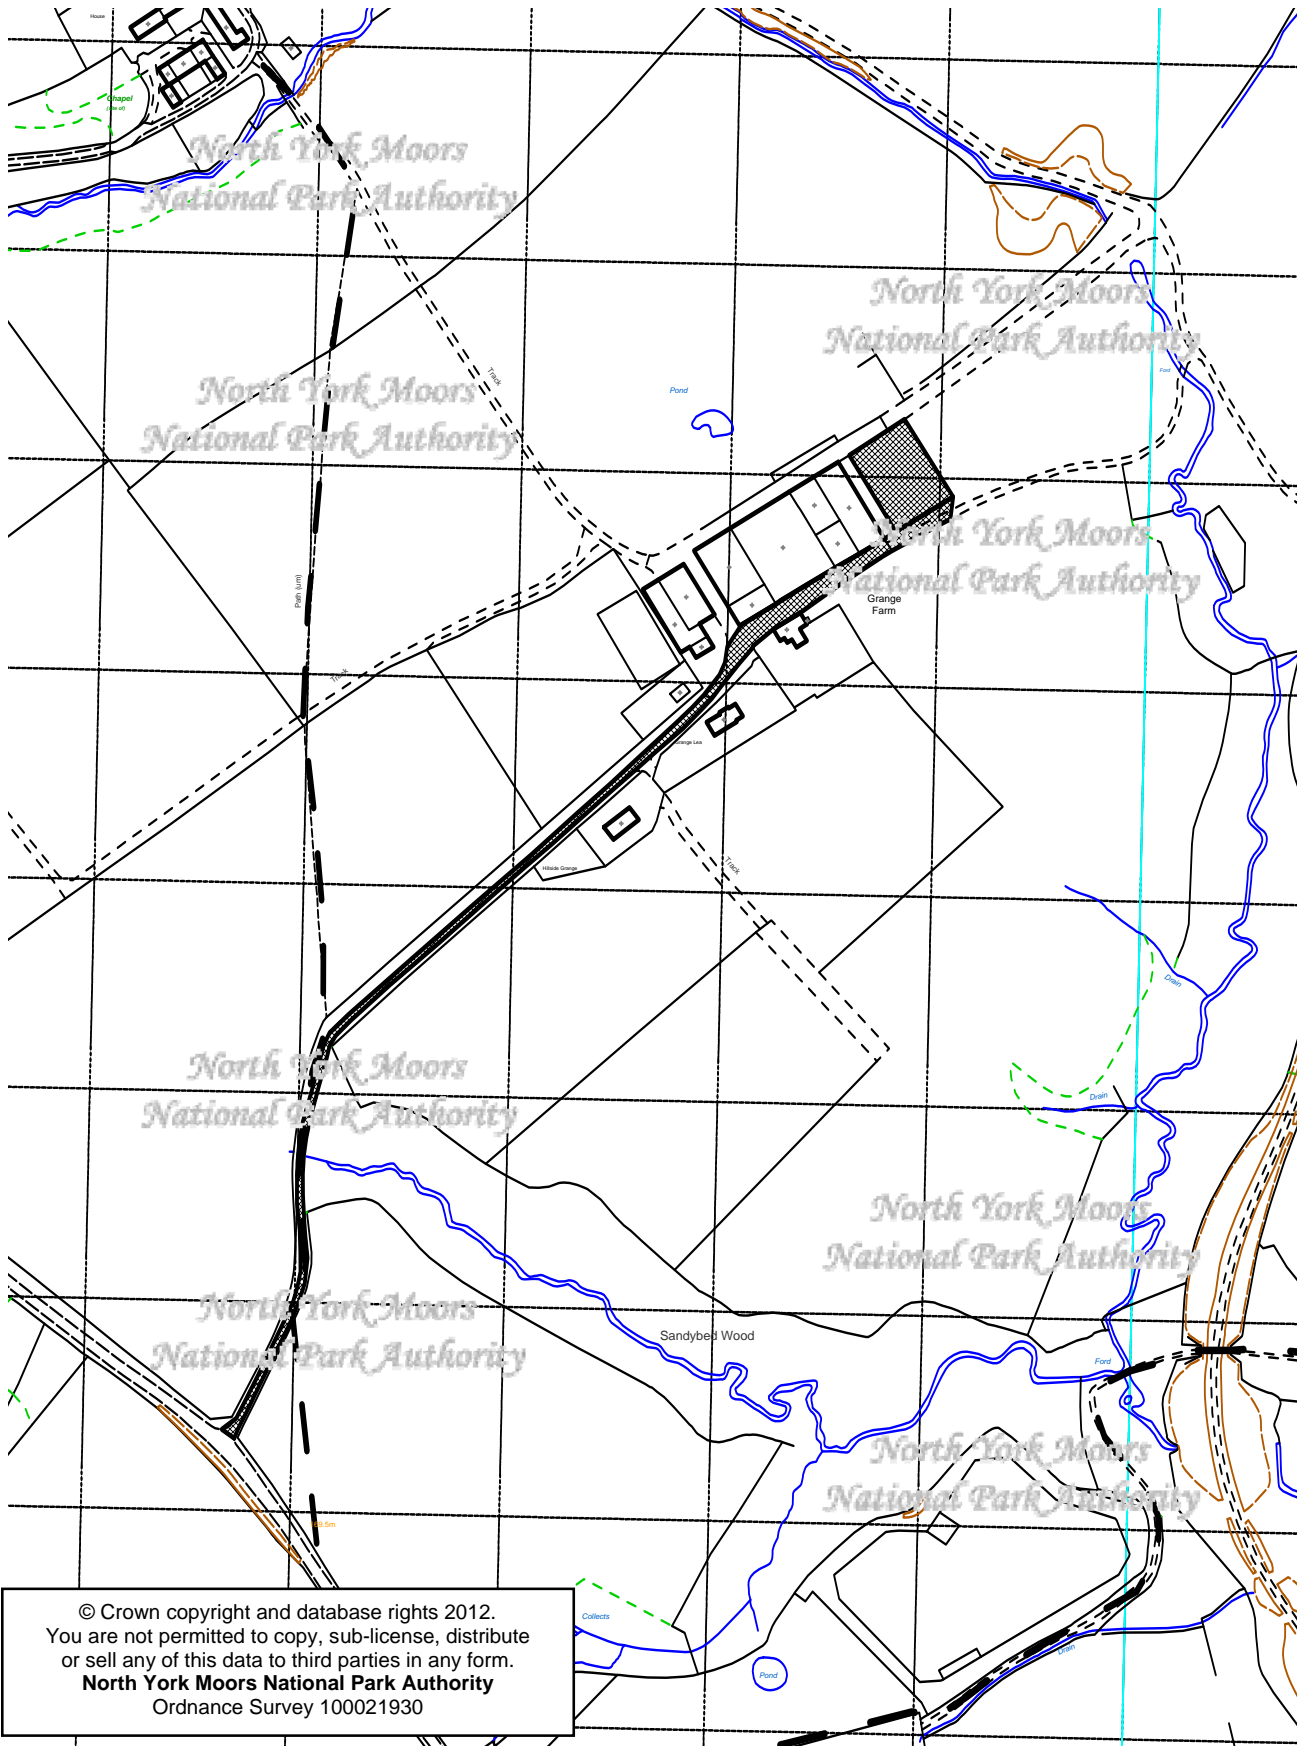 House
Chapel
(site of)
North York Moors
National Park Authority
North York Moors
National Park Authority
Ford
Track
North York Moors
National Park Authority
Pond
North York Moors
National Park Authority
Path (um)
Grange
Farm
Track
Grange Lea
Track
Hillside Grange
Drain
North York Moors
National Park Authority
Drain
North York Moors
National Park Authority
North York Moors
National Park Authority
Sandybed Wood
Ford
North York Moors
National Park Authority
Collects
Drain
Pond
© Crown copyright and database rights 2012.
You are not permitted to copy, sub-license, distribute
or sell any of this data to third parties in any form.
North York Moors National Park Authority
Ordnance Survey 100021930